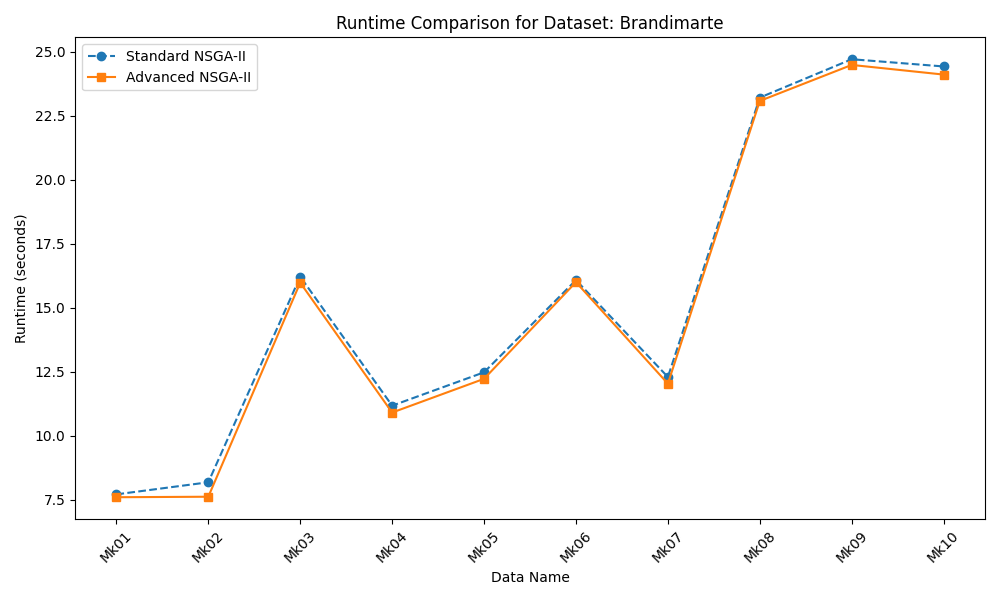 Runtime Comparison for Dataset: Brandimarte
Standard NSGA-II
Advanced NSGA-II
Runtime (seconds)
25.0
22.5
20.0
17.5
15.0
12.5
10.0
7.5
Mk01
Mk02
Mk03
Mk04
Mk05
Mk06
Mk07
Mk08
Mk09
Mk10
Data Name